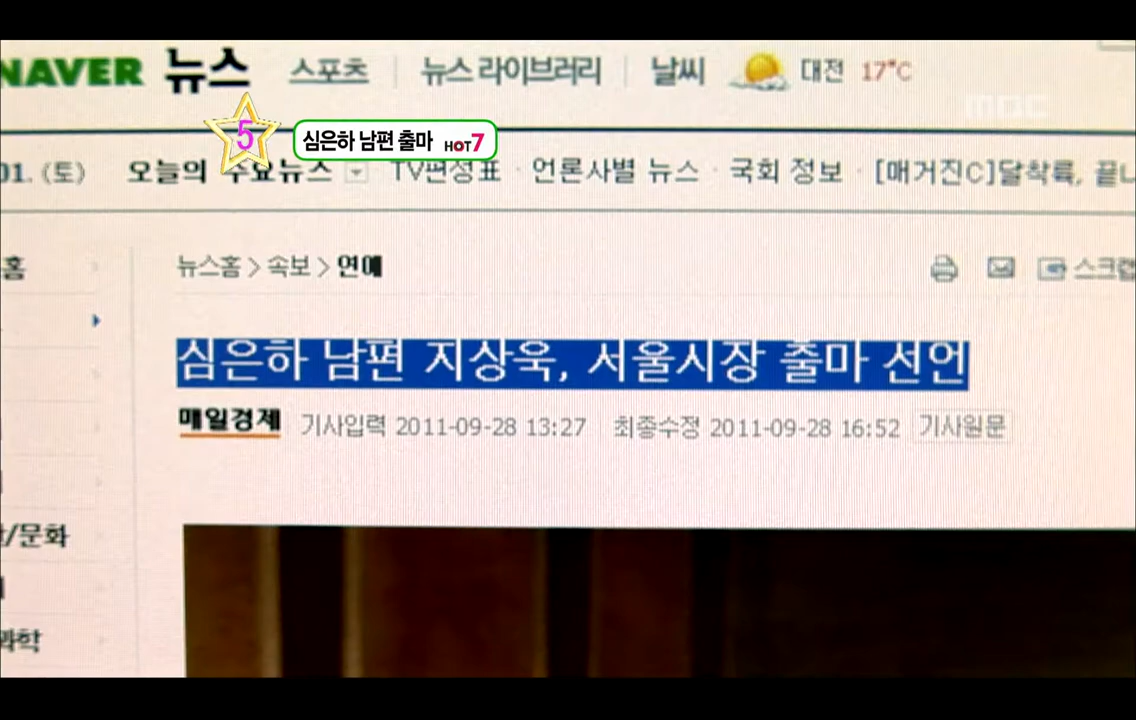 NAVER 뉴스 스포츠 뉴스 라이브러리 날씨 대전 17℃
MBC
5 심은하 남편 출마 HOT7
01. (토) 오늘의 주요뉴스 TV편성표 · 언론사별 뉴스 · 국회 정보 · [매거진C]달착륙,
홈 뉴스홈 > 속보 > 연예 스크랩
심은하 남편 지상욱, 서울시장 출마 선언
매일경제 기사입력 2011-09-28 13:27 최종수정 2011-09-28 16:52 기사원문
/문화
과학